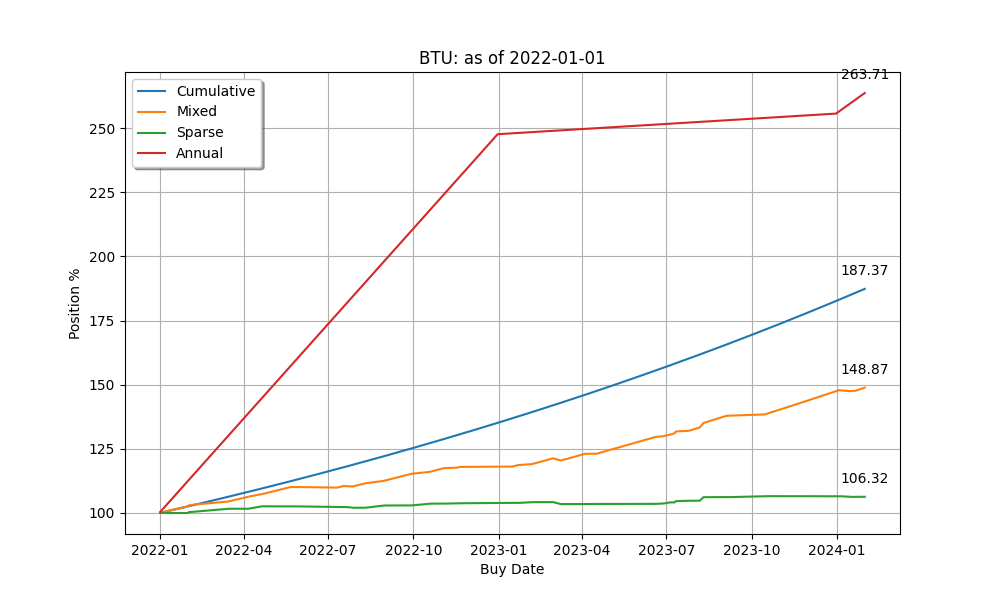 BTU: as of 2022-01-01
Cumulative
Mixed
Sparse
Annual
263.71
187.37
148.87
106.32
250
225
200
175
150
125
100
Position %
2022-01 2022-04 2022-07 2022-10 2023-01 2023-04 2023-07 2023-10 2024-01
Buy Date